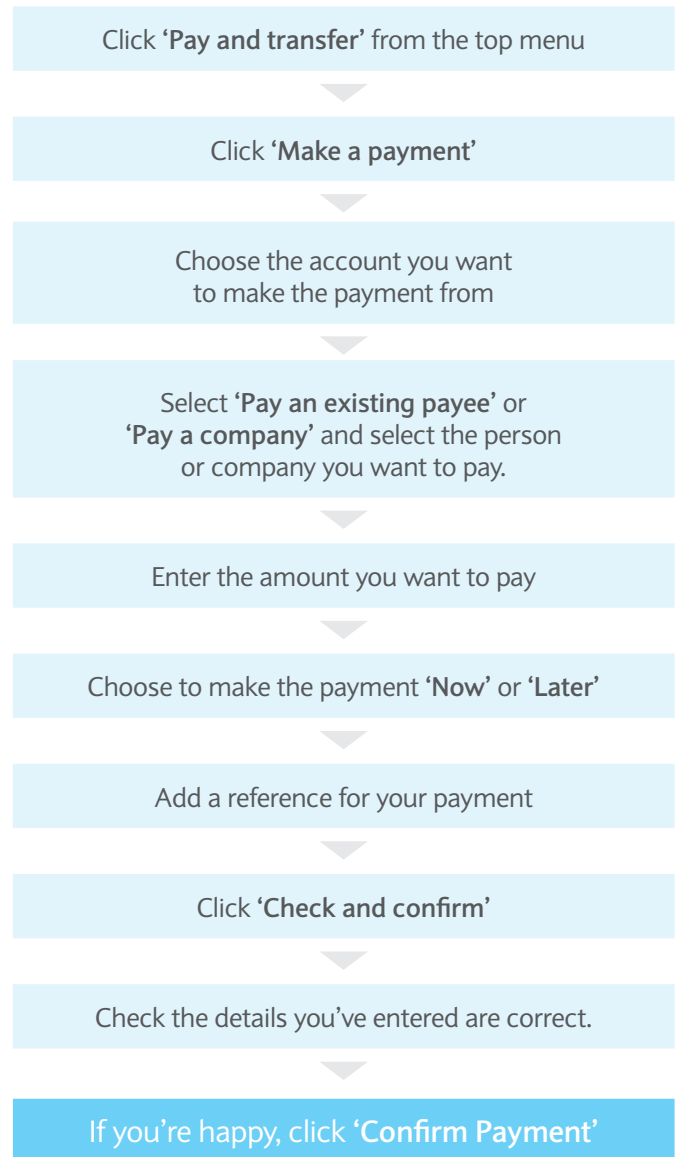 Click ‘Pay and transfer’ from the top menu
Click ‘Make a payment’
Choose the account you want
to make the payment from
Select ‘Pay an existing payee’ or
‘Pay a company’ and select the person
or company you want to pay.
Enter the amount you want to pay
Choose to make the payment ‘Now’ or ‘Later’
Add a reference for your payment
Click ‘Check and confirm’
Check the details you’ve entered are correct.
If you’re happy, click ‘Confirm Payment’